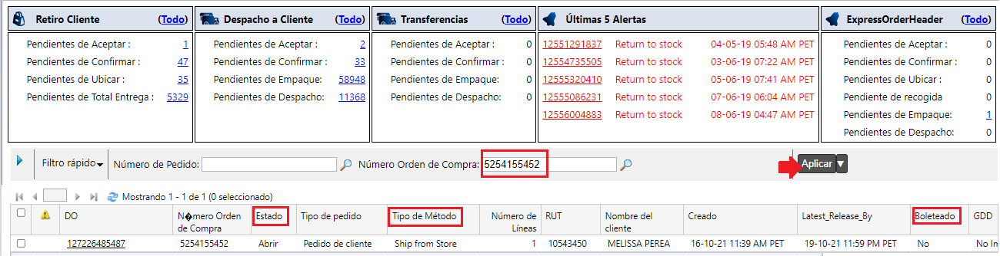 Retiro Cliente (Todo)
Pendientes de Aceptar : 1
Pendientes de Confirmar : 47
Pendientes de Ubicar : 35
Pendientes de Total Entrega : 5329
Despacho a Cliente (Todo)
Pendientes de Aceptar : 2
Pendientes de Confirmar : 33
Pendientes de Empaque: 58948
Pendientes de Despacho: 11368
Transferencias (Todo)
Pendientes de Aceptar : 0
Pendientes de Confirmar : 0
Pendientes de Empaque: 0
Pendientes de Despacho: 0
Últimas 5 Alertas
12551291837 Return to stock 04-05-19 05:48 AM PET
12554735505 Return to stock 03-06-19 07:22 AM PET
12555320410 Return to stock 05-06-19 07:41 AM PET
12555086231 Return to stock 07-06-19 06:04 AM PET
12556004883 Return to stock 08-06-19 04:47 AM PET
ExpressOrderHeader (Todo)
Pendientes de Aceptar : 0
Pendientes de Confirmar : 0
Pendientes de Ubicar : 0
Pendiente de recogida 0
Pendientes de Empaque: 1
Pendientes de Despacho: 0
Filtro rápido Número de Pedido: Número Orden de Compra: 5254155452 Aplicar
Mostrando 1 - 1 de 1 (0 seleccionado)
DO N�mero Orden de Compra Estado Tipo de pedido Tipo de Método Número de Líneas RUT Nombre del cliente Creado Latest_Release_By Boleteado GDD
127226485487 5254155452 Abrir Pedido de cliente Ship from Store 1 10543450 MELISSA PEREA 16-10-21 11:39 AM PET 19-10-21 11:59 PM PET No No Im